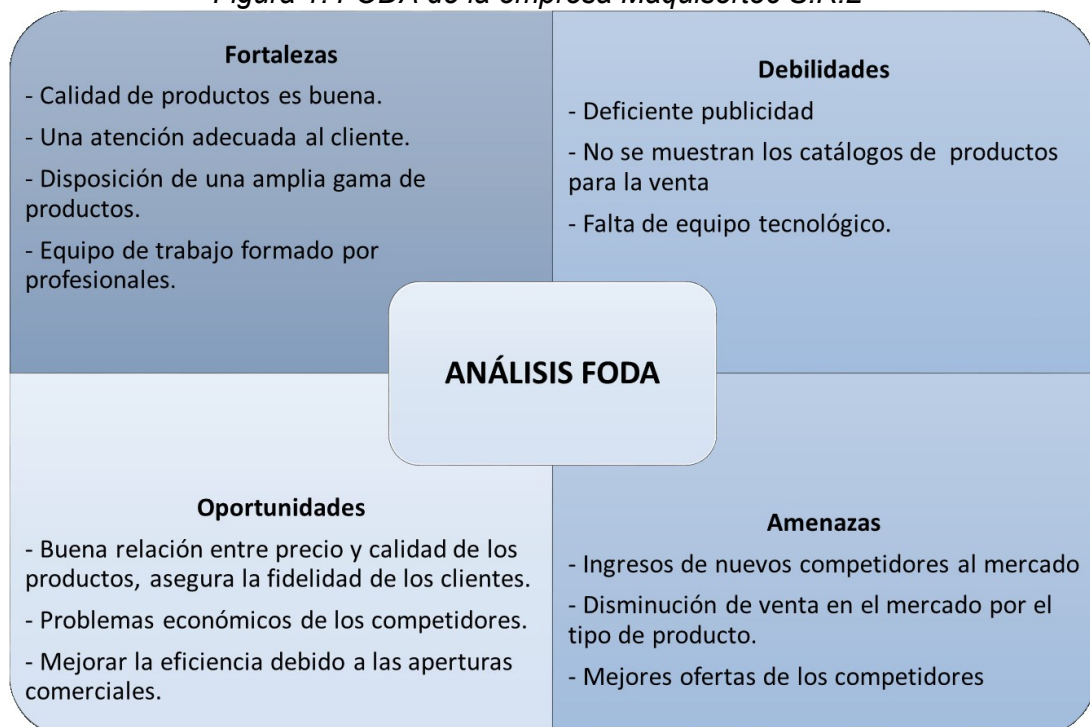 FODA de la empresa
Fortalezas
- Calidad de productos es buena.
- Una atención adecuada al cliente.
- Disposición de una amplia gama de
productos.
- Equipo de trabajo formado por
profesionales.
Debilidades
- Deficiente publicidad
- No se muestran los catálogos de productos
para la venta
- Falta de equipo tecnológico.
ANÁLISIS FODA
Oportunidades
- Buena relación entre precio y calidad de los
productos, asegura la fidelidad de los clientes.
- Problemas económicos de los competidores.
- Mejorar la eficiencia debido a las aperturas
comerciales.
Amenazas
- Ingresos de nuevos competidores al mercado
- Disminución de venta en el mercado por el
tipo de producto.
- Mejores ofertas de los competidores